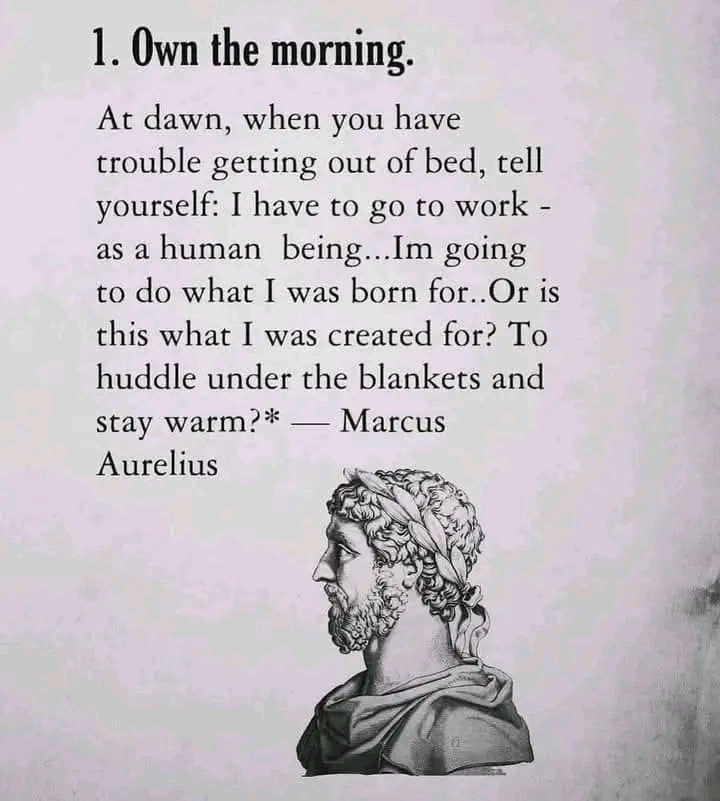 1. Own the morning.
At dawn, when you have
trouble getting out of bed, tell
yourself: I have to go to work -
as a human being...Im going
to do what I was born for..Or is
this what I was created for? To
huddle under the blankets and
stay warm?* — Marcus
Aurelius